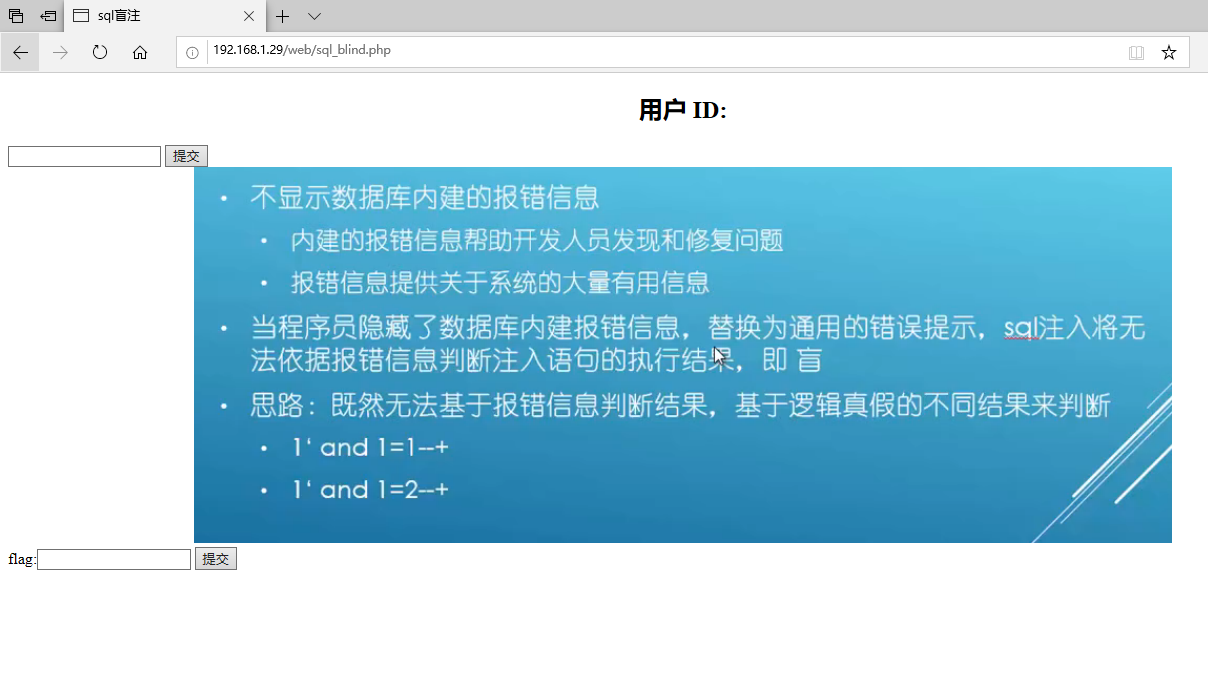 sql盲注
192.168.1.29/web/sql_blind.php
用户 ID:
提交
• 不显示数据库内建的报错信息
• 内建的报错信息帮助开发人员发现和修复问题
• 报错信息提供关于系统的大量有用信息
• 当程序员隐藏了数据库内建报错信息，替换为通用的错误提示，sql注入将无
法依据报错信息判断注入语句的执行结果，即 盲
• 思路：既然无法基于报错信息判断结果，基于逻辑真假的不同结果来判断
• 1‘ and 1=1--+
• 1‘ and 1=2--+
flag: 提交